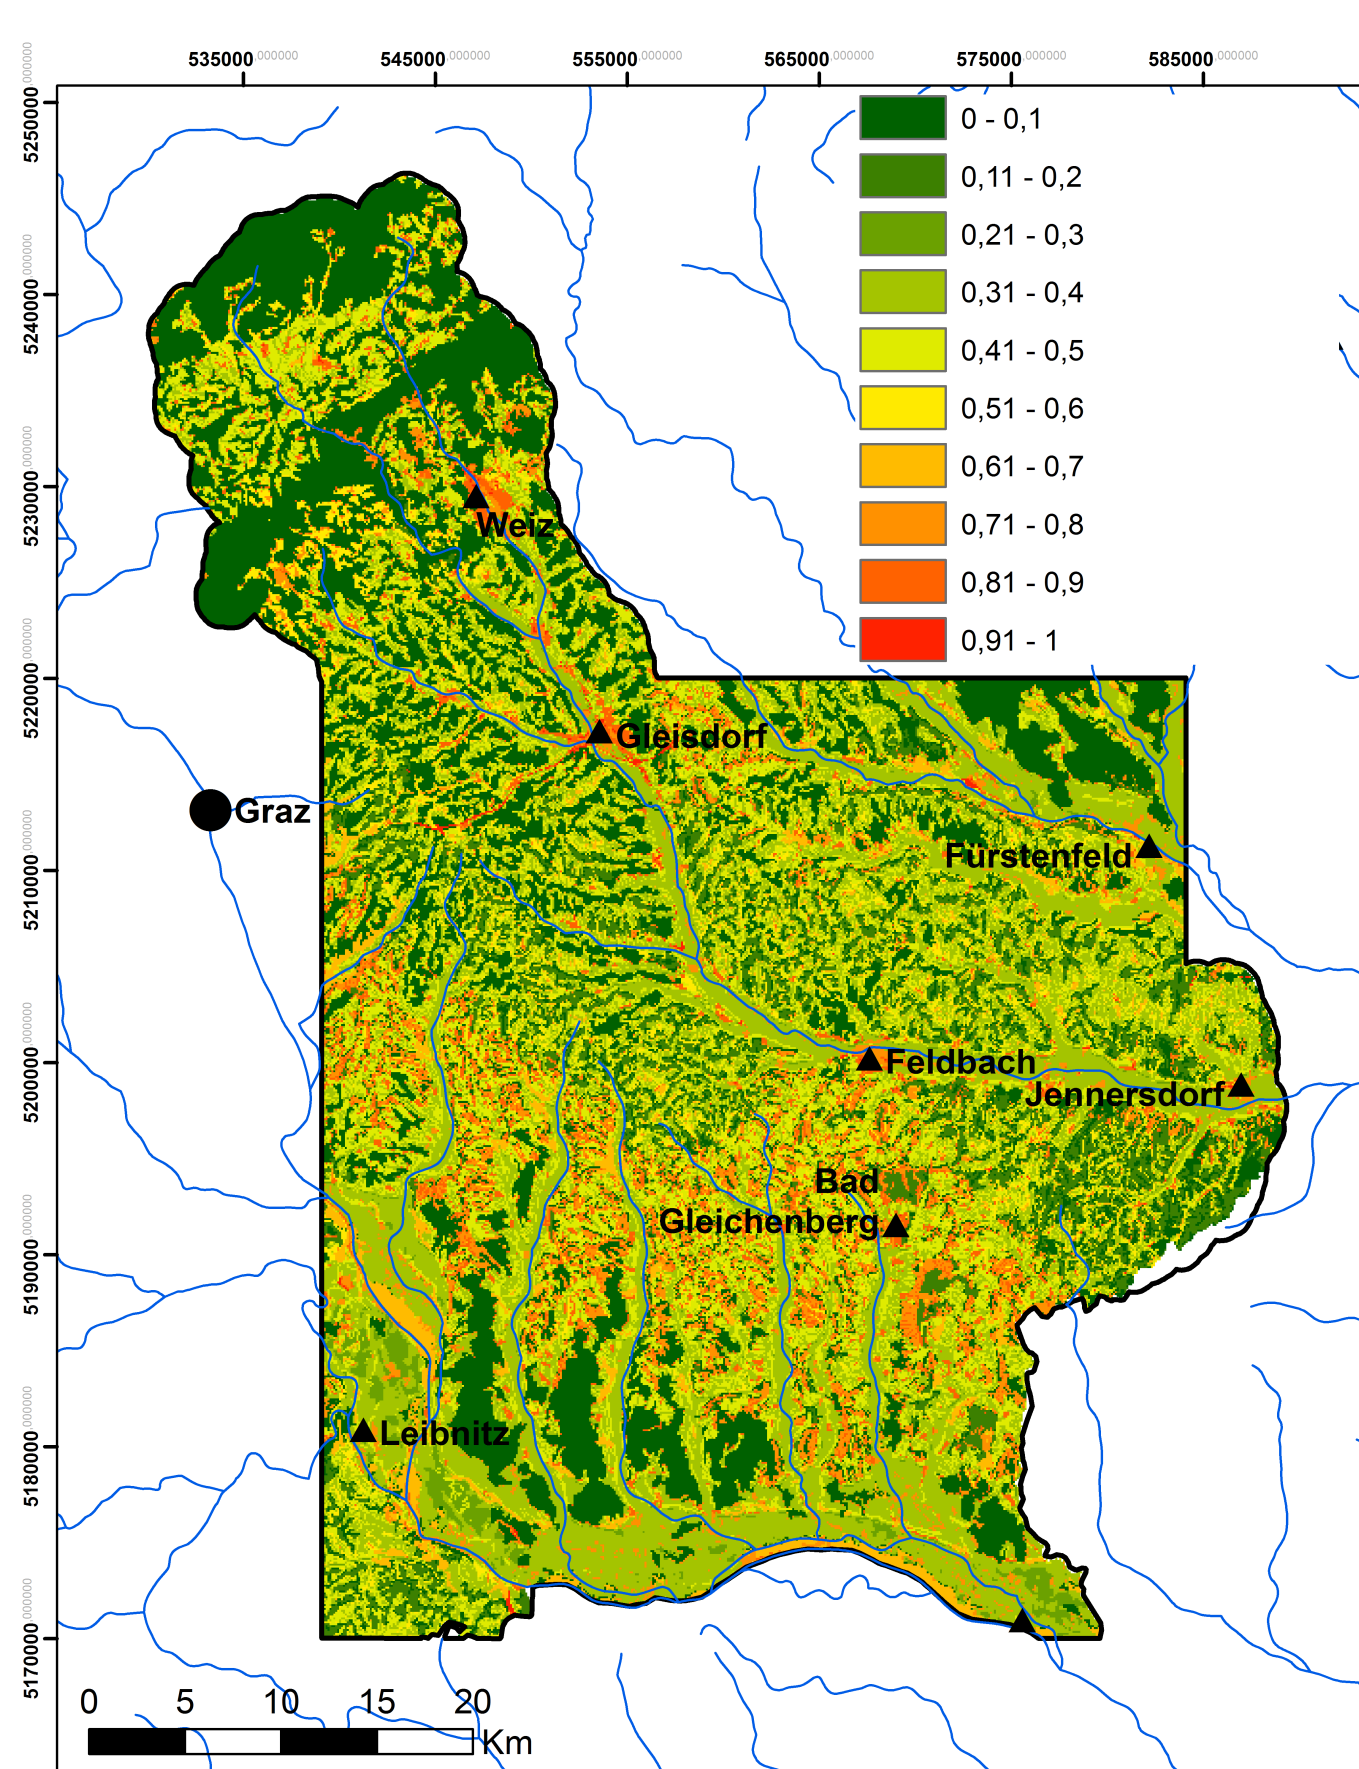 535000,000000 545000,000000 555000,000000 565000,000000 575000,000000 585000,000000
5250000,000000
5240000,000000
5230000,000000
5220000,000000
5210000,000000
5200000,000000
5190000,000000
5180000,000000
5170000,000000
0 - 0,1
0,11 - 0,2
0,21 - 0,3
0,31 - 0,4
0,41 - 0,5
0,51 - 0,6
0,61 - 0,7
0,71 - 0,8
0,81 - 0,9
0,91 - 1
Weiz
Gleisdorf
Graz
Fürstenfeld
Feldbach
Jennersdorf
Bad
Gleichenberg
Leibnitz
0 5 10 15 20
Km